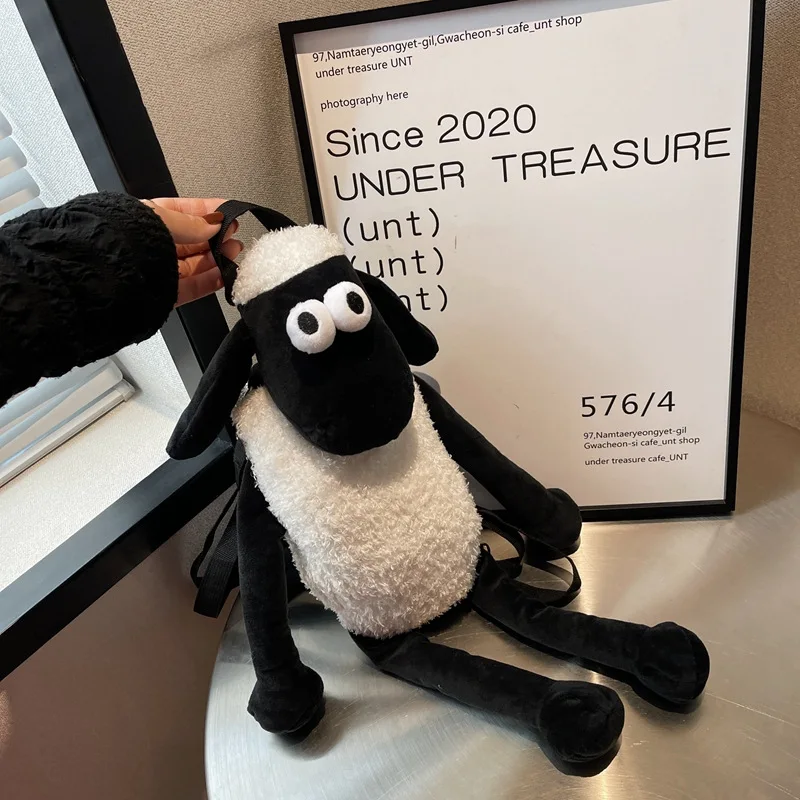 97,Namtaeryeongyet-gil,Gwacheon-si cafe_unt shop
under treasure UNT
photography here
Since 2020
UNDER TREASURE
(unt)
(unt)
nt)
576/4
97,Namtaeryeongyet-gil
Gwacheon-si cafe_unt shop
under treasure cafe_UNT